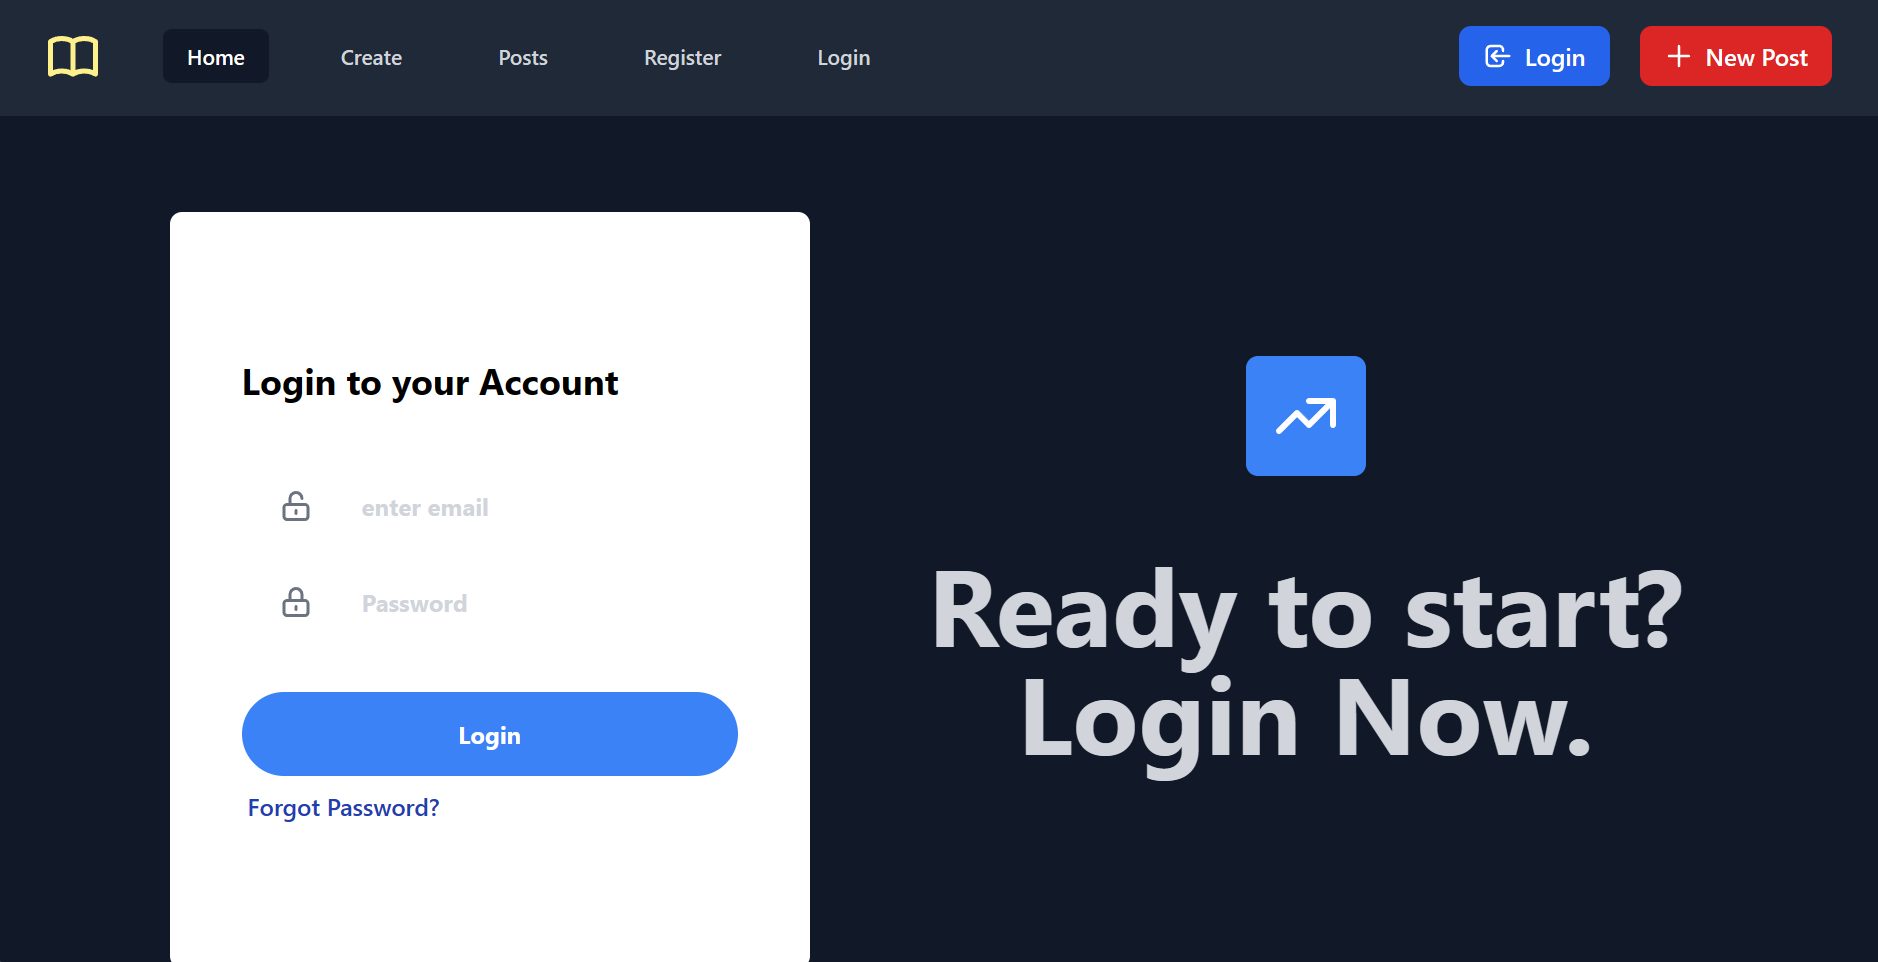 Home Create Posts Register Login Login New Post
Login to your Account
enter email
Password
Login
Forgot Password?
Ready to start?
Login Now.